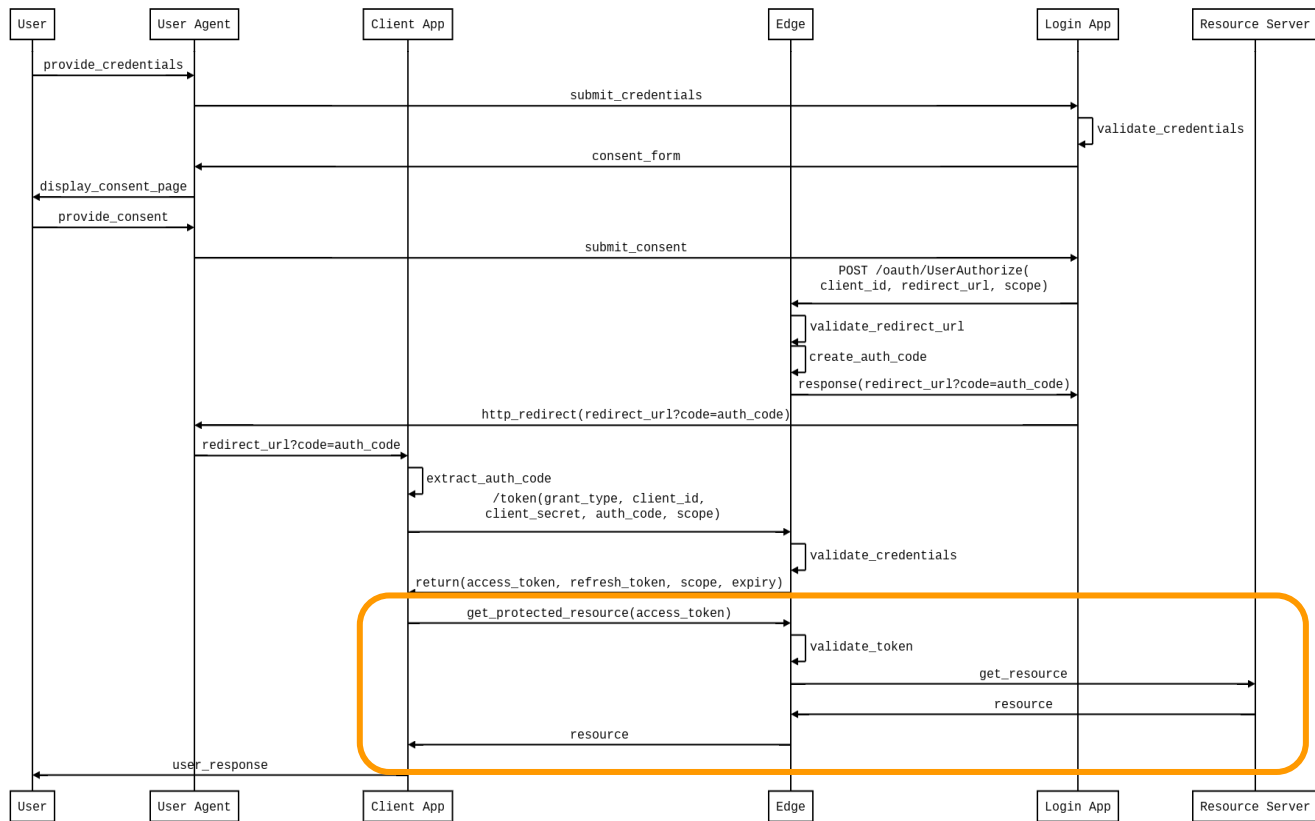 User
User Agent
Client App
Edge
Login App
Resource Server
provide_credentials
submit_credentials
validate_credentials
consent_form
display_consent_page
provide_consent
submit_consent
POST /oauth/UserAuthorize(
client_id, redirect_url, scope)
validate_redirect_url
create_auth_code
response(redirect_url?code=auth_code)
http_redirect(redirect_url?code=auth_code)
redirect_url?code=auth_code
extract_auth_code
/token(grant_type, client_id,
client_secret, auth_code, scope)
validate_credentials
return(access_token, refresh_token, scope, expiry)
get_protected_resource(access_token)
validate_token
get_resource
resource
resource
user_response
User
User Agent
Client App
Edge
Login App
Resource Server